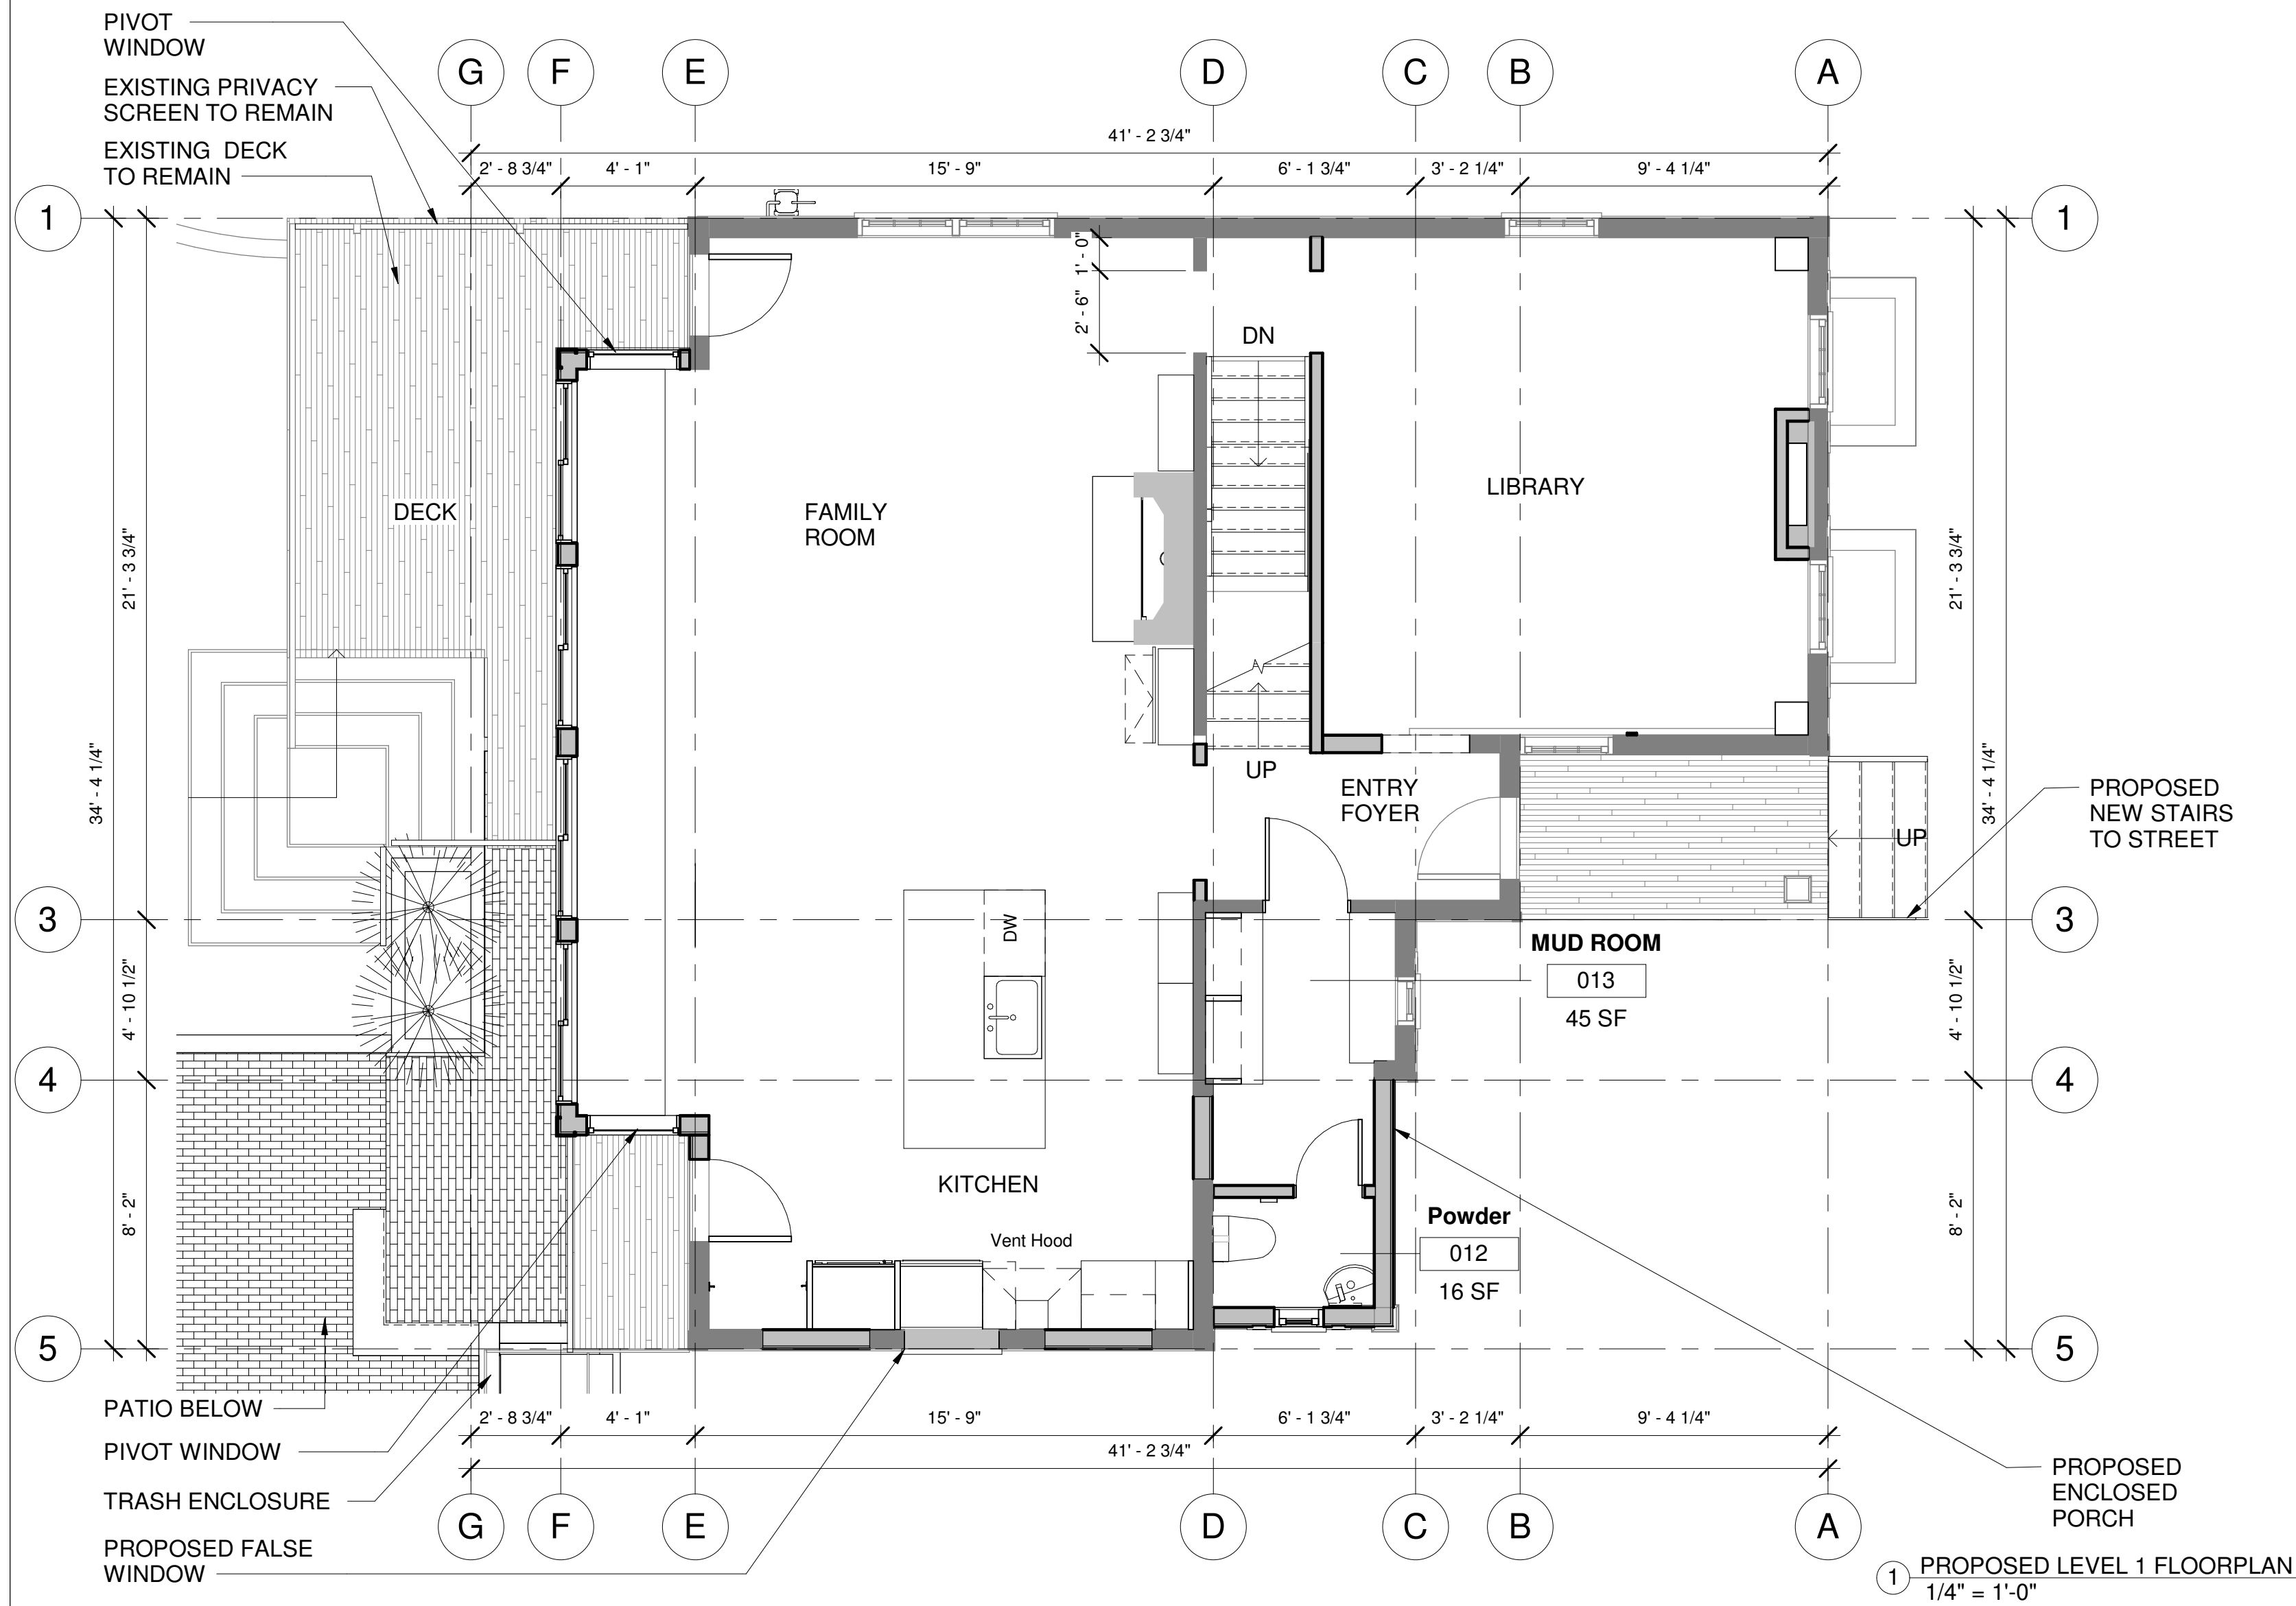 PIVOT
WINDOW
EXISTING PRIVACY
SCREEN TO REMAIN
EXISTING DECK
TO REMAIN
G
F
E
D
C
B
A
41' - 2 3/4"
2' - 8 3/4"
4' - 1"
15' - 9"
6' - 1 3/4"
3' - 2 1/4"
9' - 4 1/4"
1
1
1' - 0"
2' - 6"
DN
DECK
FAMILY
ROOM
LIBRARY
21' - 3 3/4"
21' - 3 3/4"
34' - 4 1/4"
34' - 4 1/4"
UP
ENTRY
FOYER
UP
PROPOSED
NEW STAIRS
TO STREET
3
3
DW
MUD ROOM
013
45 SF
4' - 10 1/2"
4' - 10 1/2"
4
4
KITCHEN
8' - 2"
8' - 2"
Powder
012
16 SF
Vent Hood
5
5
PATIO BELOW
PIVOT WINDOW
TRASH ENCLOSURE
PROPOSED FALSE
WINDOW
2' - 8 3/4"
4' - 1"
15' - 9"
6' - 1 3/4"
3' - 2 1/4"
9' - 4 1/4"
41' - 2 3/4"
G
F
E
D
C
B
A
PROPOSED
ENCLOSED
PORCH
1 PROPOSED LEVEL 1 FLOORPLAN
1/4" = 1'-0"